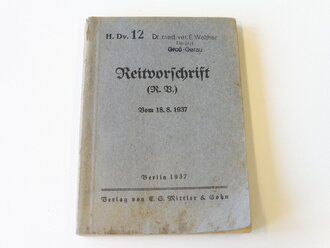 H. Dv. 12
Dr. med. vet. E. Walther
Tierarzt
Groß-Gerau
Reitvorschrift
(R. V.)
Vom 18. 8. 1937
Berlin 1937
Verlag von E. S. Mittler & Sohn